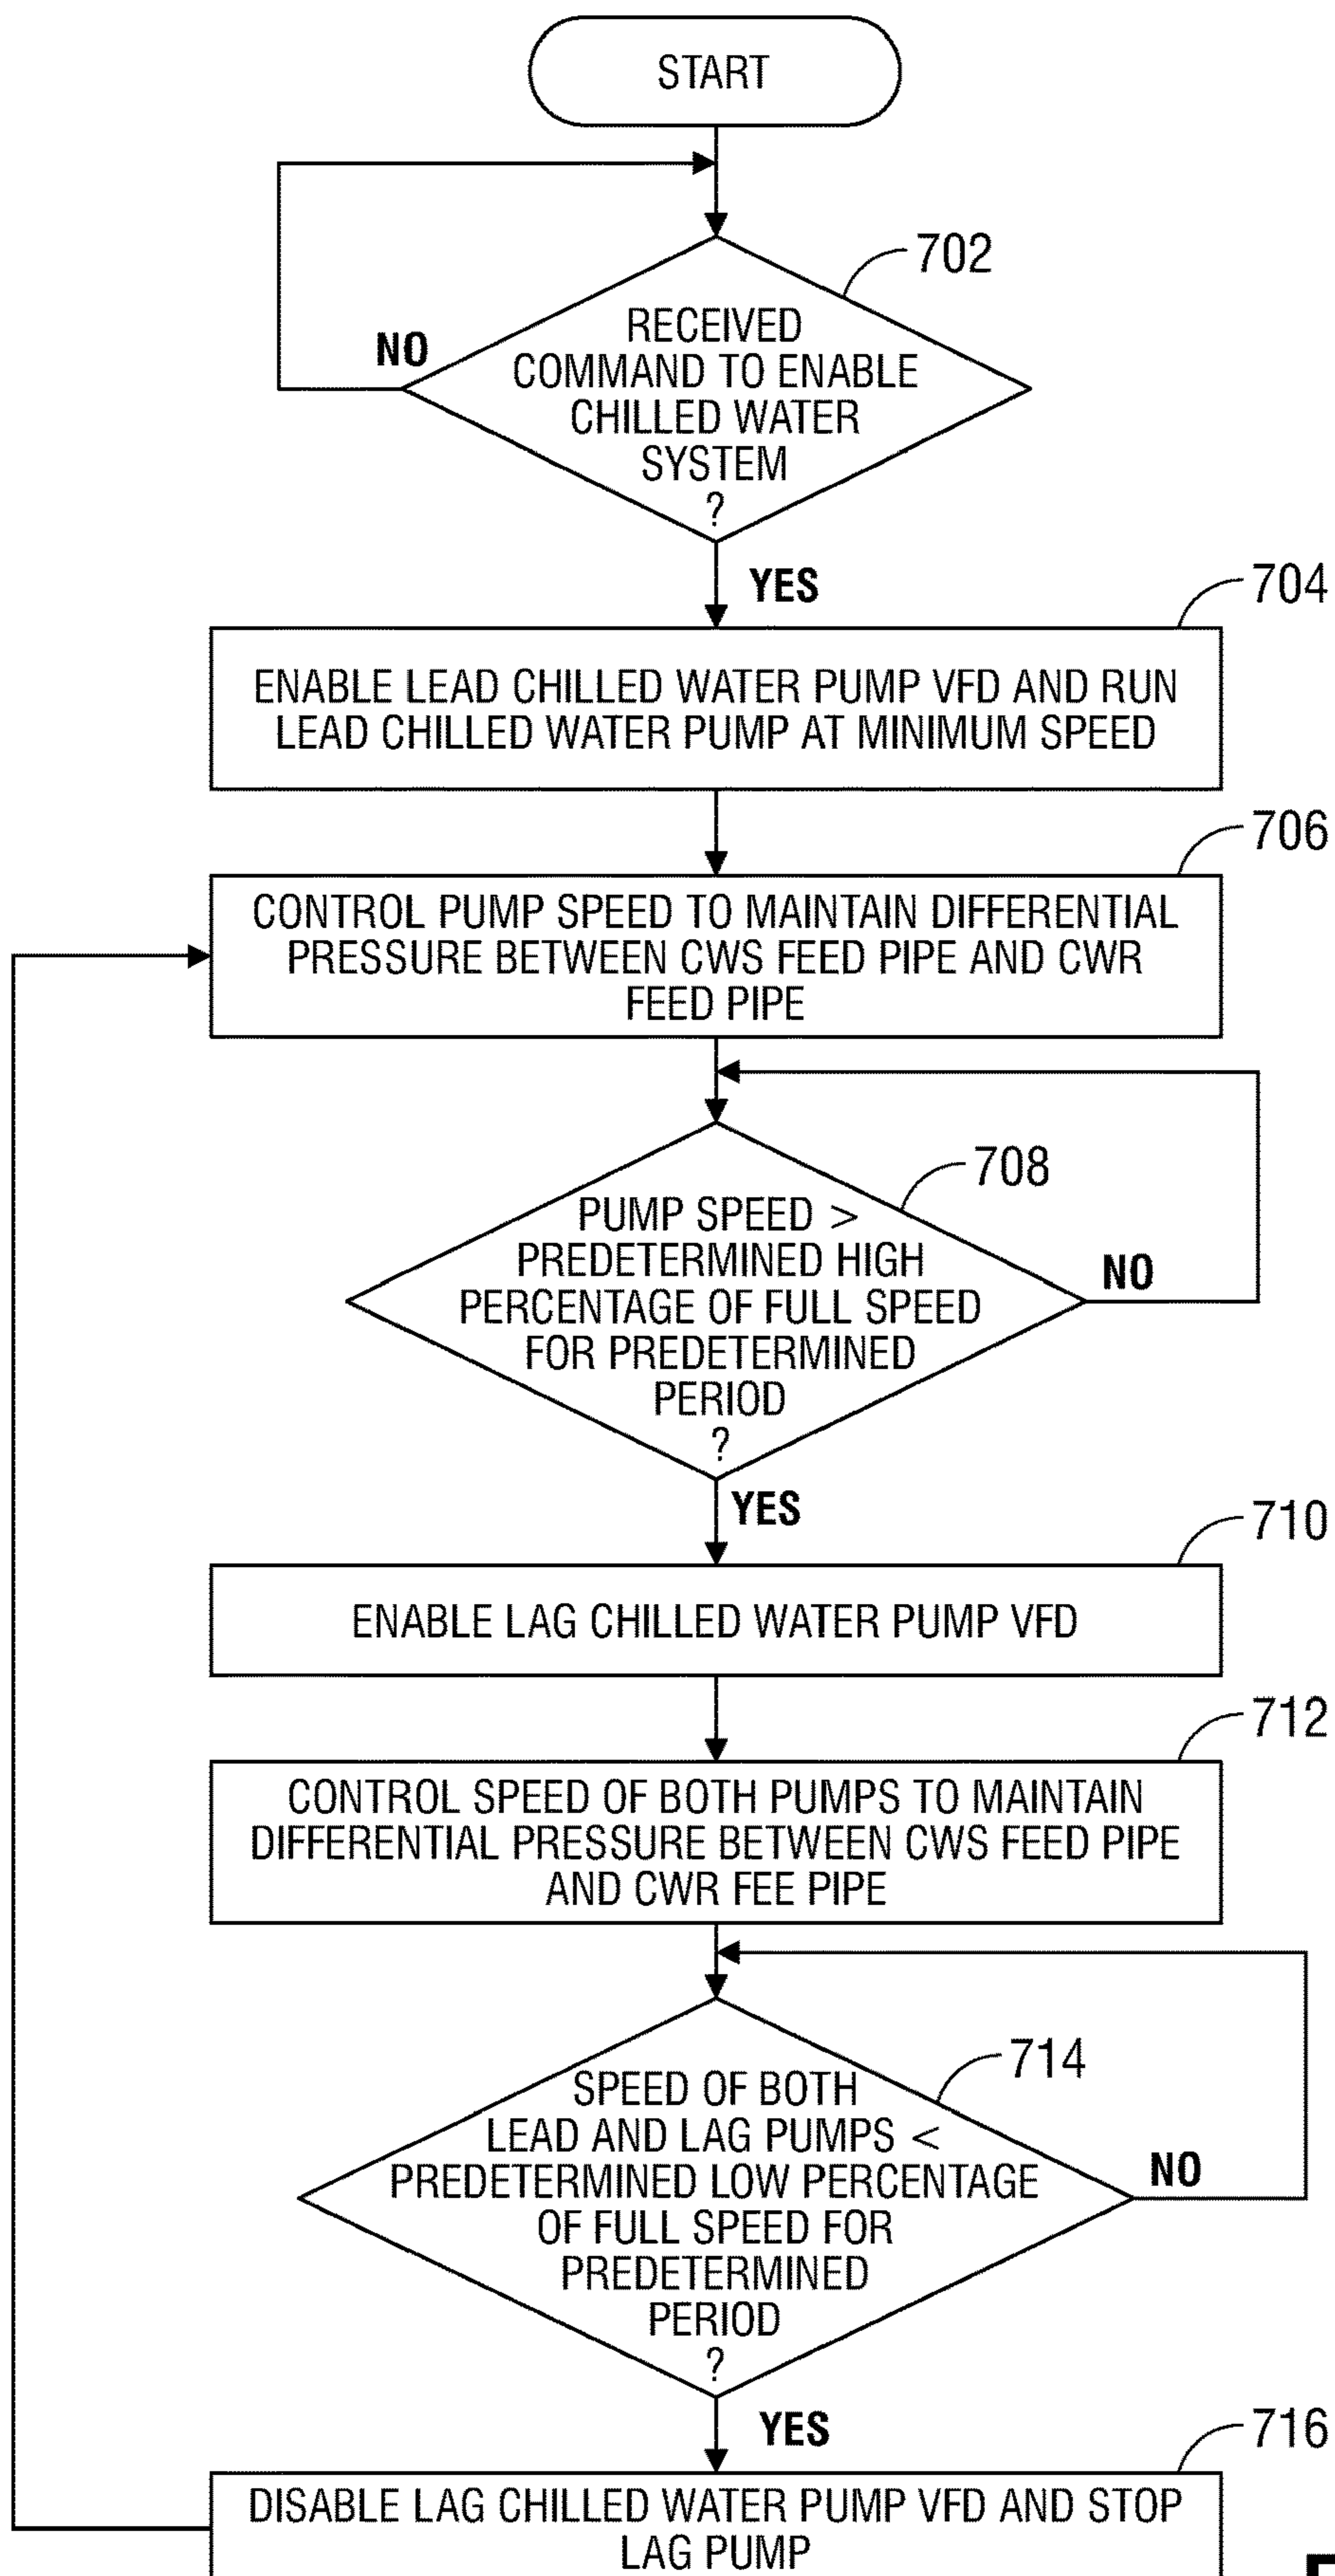 START
702
RECEIVED
COMMAND TO ENABLE
CHILLED WATER
SYSTEM
?
NO
YES
704
ENABLE LEAD CHILLED WATER PUMP VFD AND RUN
LEAD CHILLED WATER PUMP AT MINIMUM SPEED
706
CONTROL PUMP SPEED TO MAINTAIN DIFFERENTIAL
PRESSURE BETWEEN CWS FEED PIPE AND CWR
FEED PIPE
708
PUMP SPEED >
PREDETERMINED HIGH
PERCENTAGE OF FULL SPEED
FOR PREDETERMINED
PERIOD
?
NO
YES
710
ENABLE LAG CHILLED WATER PUMP VFD
712
CONTROL SPEED OF BOTH PUMPS TO MAINTAIN
DIFFERENTIAL PRESSURE BETWEEN CWS FEED PIPE
AND CWR FEE PIPE
714
SPEED OF BOTH
LEAD AND LAG PUMPS <
PREDETERMINED LOW PERCENTAGE
OF FULL SPEED FOR
PREDETERMINED
PERIOD
?
NO
YES
716
DISABLE LAG CHILLED WATER PUMP VFD AND STOP
LAG PUMP